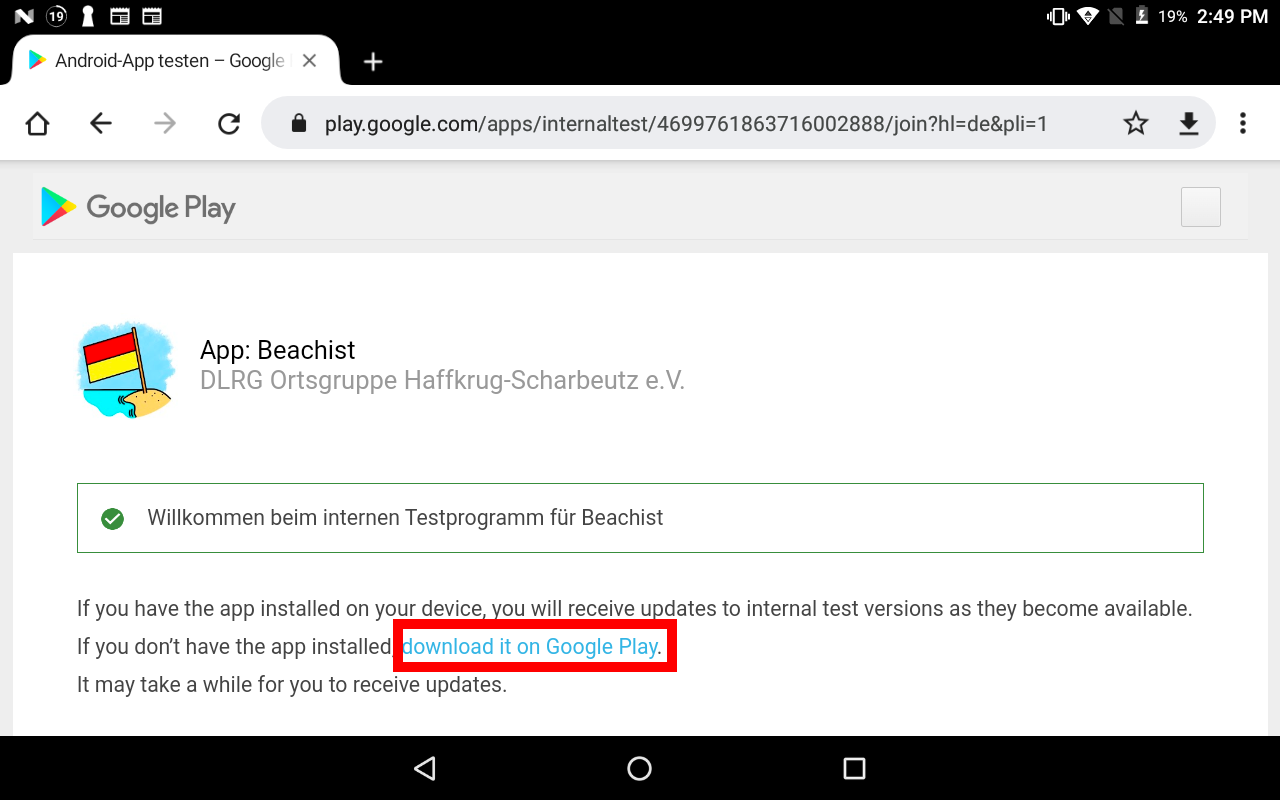 19
19% 2:49 PM
Android-App testen – Google
play.google.com/apps/internaltest/4699761863716002888/join?hl=de&pli=1
Google Play
App: Beachist
DLRG Ortsgruppe Haffkrug-Scharbeutz e.V.
Willkommen beim internen Testprogramm für Beachist
If you have the app installed on your device, you will receive updates to internal test versions as they become available.
If you don’t have the app installed, download it on Google Play.
It may take a while for you to receive updates.